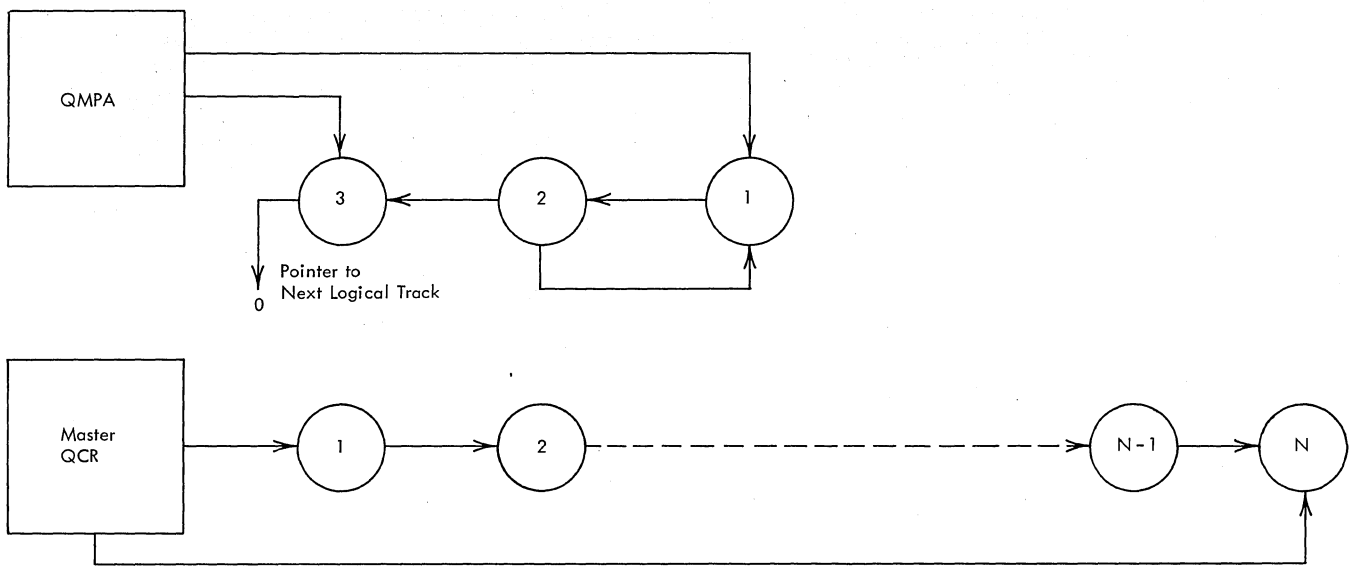 QMPA
3
2
1
Pointer to
Next Logical Track
0
Master
QCR
1
2
N-1
N